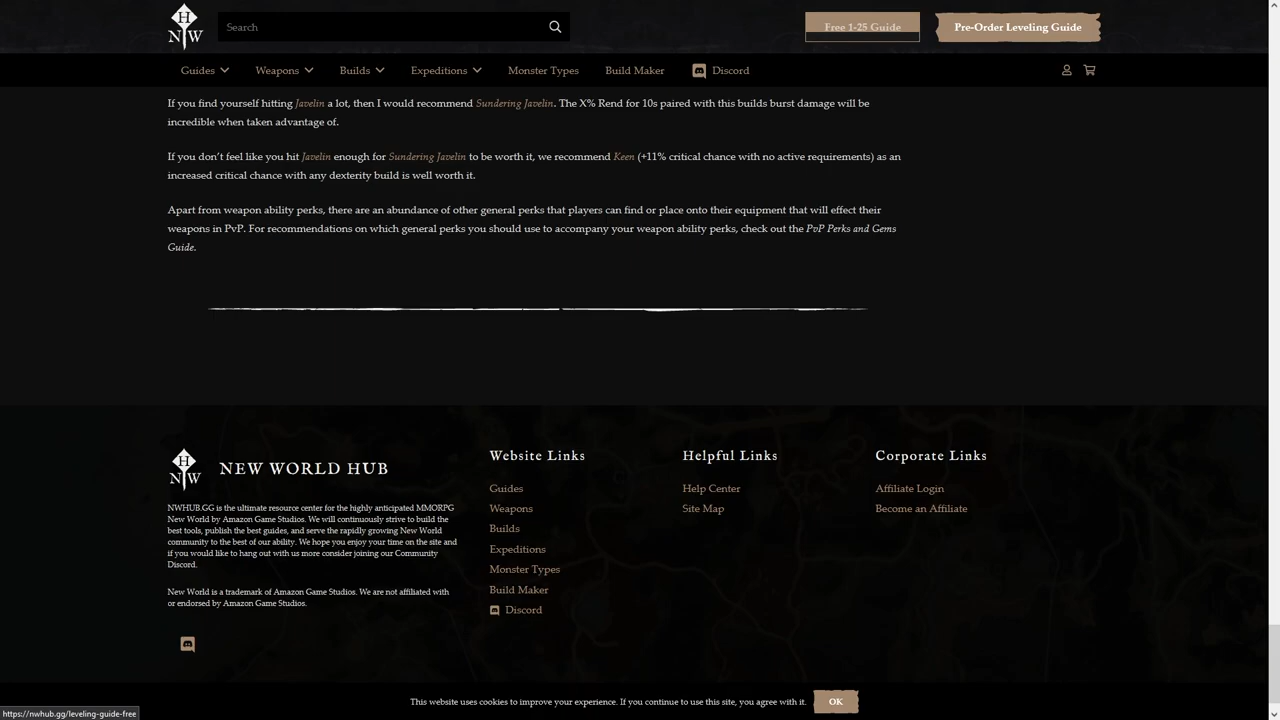 H
N W
Search
Free 1-25 Guide
Pre-Order Leveling Guide
Guides
Weapons
Builds
Expeditions
Monster Types
Build Maker
Discord
If you find yourself hitting Javelin a lot, then I would recommend Sundering Javelin. The X% Rend for 10s paired with this builds burst damage will be
incredible when taken advantage of.
If you don't feel like you hit Javelin enough for Sundering Javelin to be worth it, we recommend Keen (+11% critical chance with no active requirements) as an
increased critical chance with any dexterity build is well worth it.
Apart from weapon ability perks, there are an abundance of other general perks that players can find or place onto their equipment that will effect their
weapons in PvP. For recommendations on which general perks you should use to accompany your weapon ability perks, check out the PvP Perks and Gems
Guide.
H
N W
NEW WORLD HUB
NWHUB.GG is the ultimate resource center for the highly anticipated MMORPG
New World by Amazon Game Studios. We will continuously strive to build the
best tools, publish the best guides, and serve the rapidly growing New World
community to the best of our ability. We hope you enjoy your time on the site and
if you would like to hang out with us more consider joining our Community
Discord.
New World is a trademark of Amazon Game Studios. We are not affiliated with
or endorsed by Amazon Game Studios.
Website Links
Guides
Weapons
Builds
Expeditions
Monster Types
Build Maker
Discord
Helpful Links
Help Center
Site Map
Corporate Links
Affiliate Login
Become an Affiliate
This website uses cookies to improve your experience. If you continue to use this site, you agree with it.
OK
https://nwhub.gg/leveling-guide-free